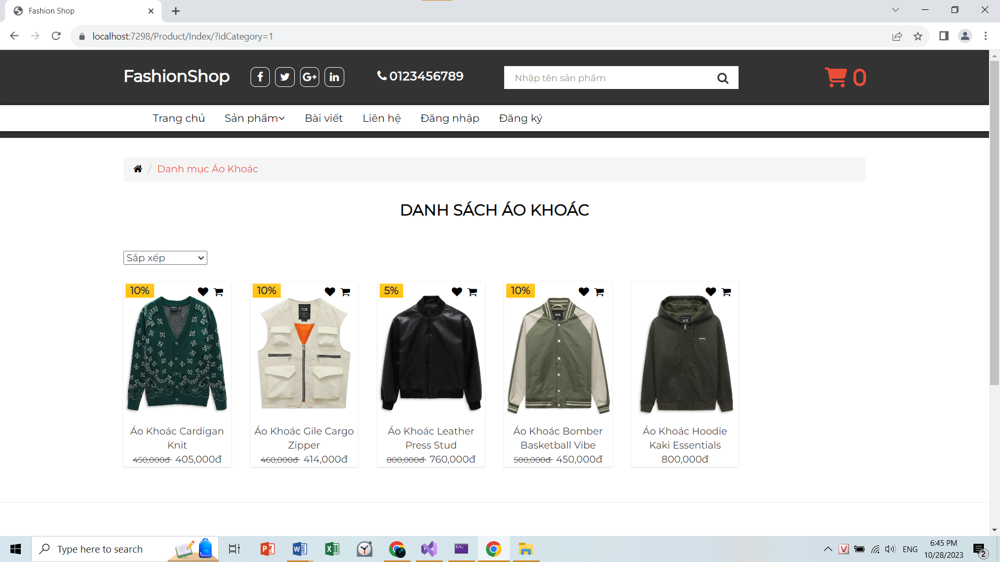 Fashion Shop
localhost:7298/Product/Index/?idCategory=1
FashionShop
0123456789
Nhập tên sản phẩm
0
Trang chủ Sản phẩm Bài viết Liên hệ Đăng nhập Đăng ký
/ Danh mục Áo Khoác
DANH SÁCH ÁO KHOÁC
Sắp xếp
10%
Áo Khoác Cardigan
Knit
450,000đ 405,000đ
10%
Áo Khoác Gile Cargo
Zipper
460,000đ 414,000đ
5%
Áo Khoác Leather
Press Stud
800,000đ 760,000đ
10%
Áo Khoác Bomber
Basketball Vibe
500,000đ 450,000đ
Áo Khoác Hoodie
Kaki Essentials
800,000đ
Type here to search
ENG
6:45 PM
10/28/2023
2